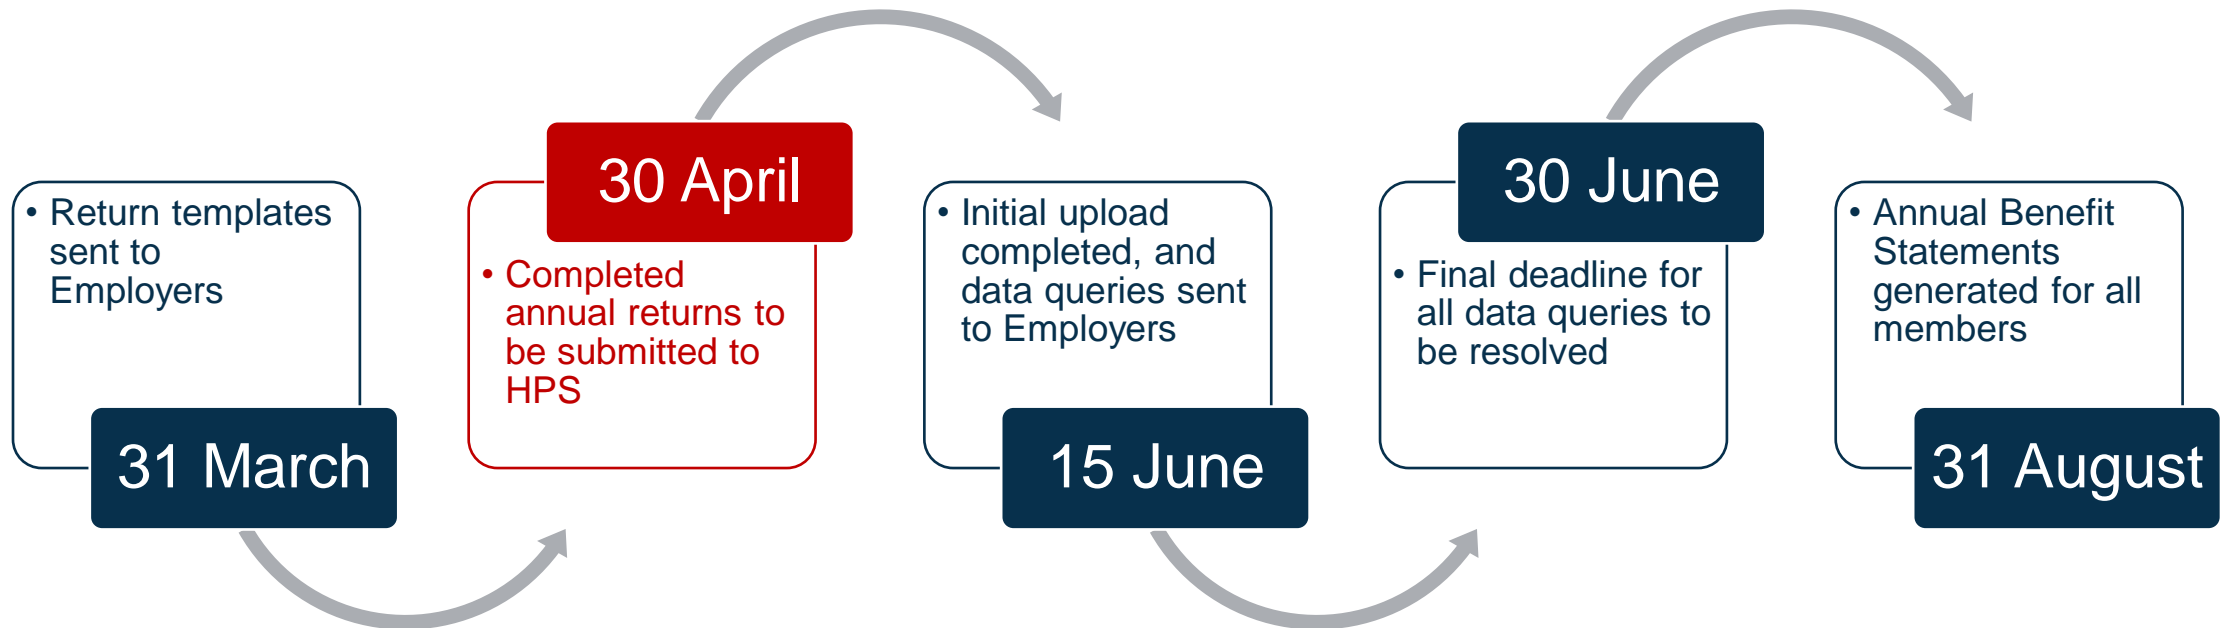 • Return templates
sent to
Employers
31 March
30 April
• Completed
annual returns to
be submitted to
HPS
• Initial upload
completed, and
data queries sent
to Employers
15 June
30 June
• Final deadline for
all data queries to
be resolved
• Annual Benefit
Statements
generated for all
members
31 August